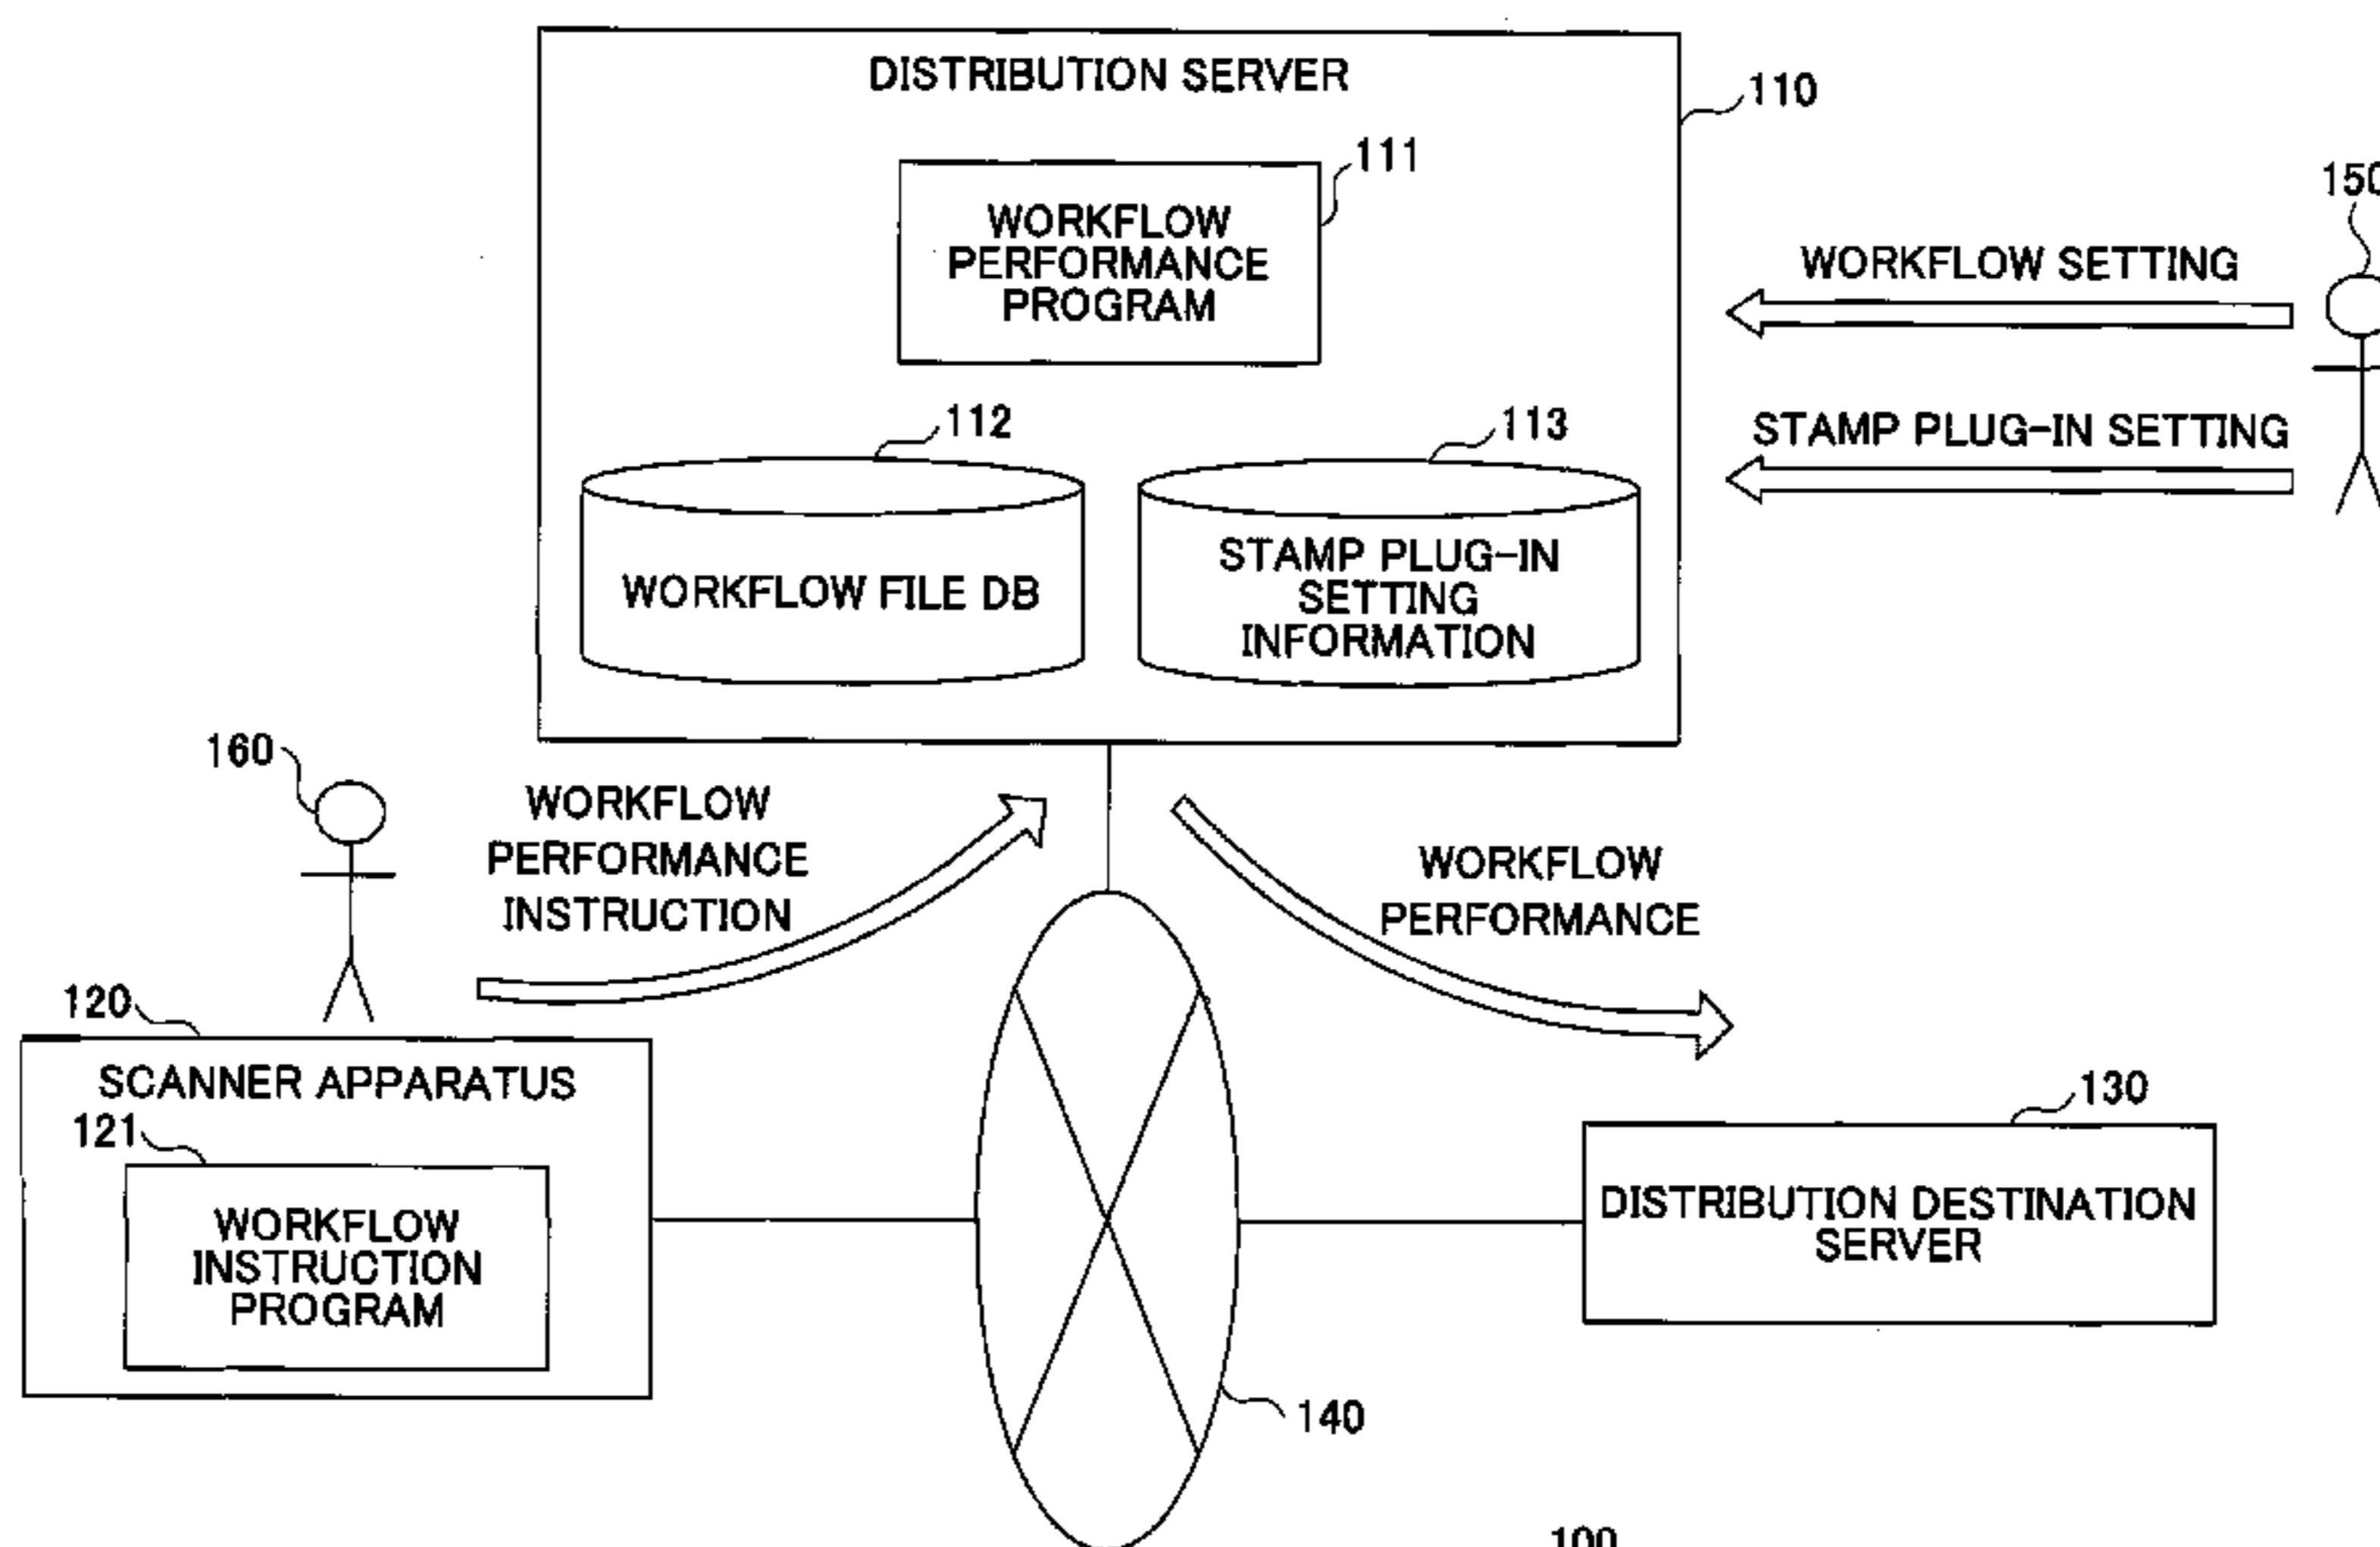 DISTRIBUTION SERVER
110
111
WORKFLOW
PERFORMANCE
PROGRAM
150
WORKFLOW SETTING
STAMP PLUG-IN SETTING
112
113
WORKFLOW FILE DB
STAMP PLUG-IN
SETTING
INFORMATION
160
WORKFLOW
PERFORMANCE
INSTRUCTION
WORKFLOW
PERFORMANCE
120
SCANNER APPARATUS
121
WORKFLOW
INSTRUCTION
PROGRAM
130
DISTRIBUTION DESTINATION
SERVER
140
100